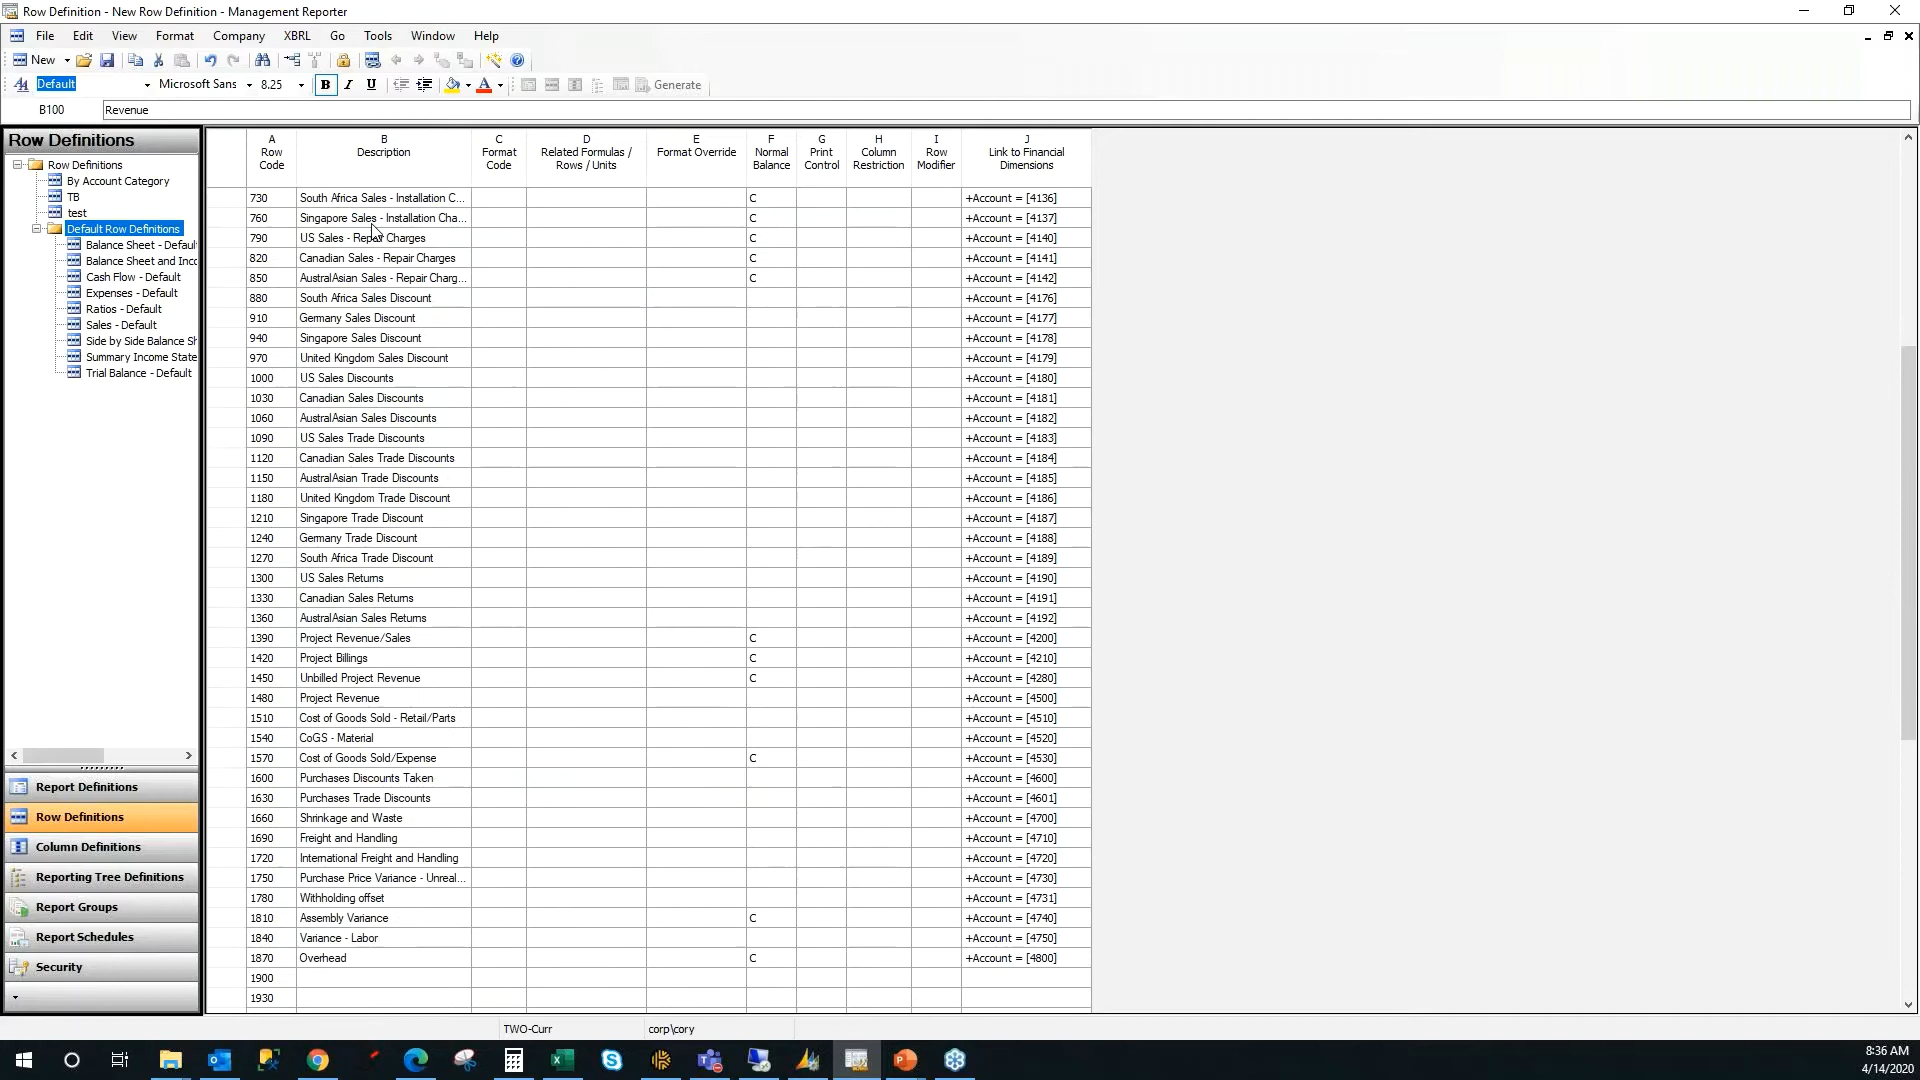 Row Definition - New Row Definition - Management Reporter
File Edit View Format Company XBRL Go Tools Window Help
New
Default Microsoft Sans 8.25 B I U A Generate
B100 Revenue
Row Definitions
Row Definitions
By Account Category
TB
test
Default Row Definitions
Balance Sheet - Defaul
Balance Sheet and Inco
Cash Flow - Default
Expenses - Default
Ratios - Default
Sales - Default
Side by Side Balance Sh
Summary Income State
Trial Balance - Default
Report Definitions
Row Definitions
Column Definitions
Reporting Tree Definitions
Report Groups
Report Schedules
Security
A B C D E F G H I J
Row Code Description Format Code Related Formulas / Rows / Units Format Override Normal Balance Print Control Column Restriction Row Modifier Link to Financial Dimensions
730 South Africa Sales - Installation C... C +Account = [4136]
760 Singapore Sales - Installation Cha... C +Account = [4137]
790 US Sales - Repair Charges C +Account = [4140]
820 Canadian Sales - Repair Charges C +Account = [4141]
850 AustralAsian Sales - Repair Charg... C +Account = [4142]
880 South Africa Sales Discount +Account = [4176]
910 Germany Sales Discount +Account = [4177]
940 Singapore Sales Discount +Account = [4178]
970 United Kingdom Sales Discount +Account = [4179]
1000 US Sales Discounts +Account = [4180]
1030 Canadian Sales Discounts +Account = [4181]
1060 AustralAsian Sales Discounts +Account = [4182]
1090 US Sales Trade Discounts +Account = [4183]
1120 Canadian Sales Trade Discounts +Account = [4184]
1150 AustralAsian Trade Discounts +Account = [4185]
1180 United Kingdom Trade Discount +Account = [4186]
1210 Singapore Trade Discount +Account = [4187]
1240 Germany Trade Discount +Account = [4188]
1270 South Africa Trade Discount +Account = [4189]
1300 US Sales Returns +Account = [4190]
1330 Canadian Sales Returns +Account = [4191]
1360 AustralAsian Sales Returns +Account = [4192]
1390 Project Revenue/Sales C +Account = [4200]
1420 Project Billings C +Account = [4210]
1450 Unbilled Project Revenue C +Account = [4280]
1480 Project Revenue +Account = [4500]
1510 Cost of Goods Sold - Retail/Parts +Account = [4510]
1540 CoGS - Material +Account = [4520]
1570 Cost of Goods Sold/Expense C +Account = [4530]
1600 Purchases Discounts Taken +Account = [4600]
1630 Purchases Trade Discounts +Account = [4601]
1660 Shrinkage and Waste +Account = [4700]
1690 Freight and Handling +Account = [4710]
1720 International Freight and Handling +Account = [4720]
1750 Purchase Price Variance - Unreal... +Account = [4730]
1780 Withholding offset +Account = [4731]
1810 Assembly Variance C +Account = [4740]
1840 Variance - Labor +Account = [4750]
1870 Overhead C +Account = [4800]
1900
1930
TWO-Curr corp\cory
8:36 AM
4/14/2020